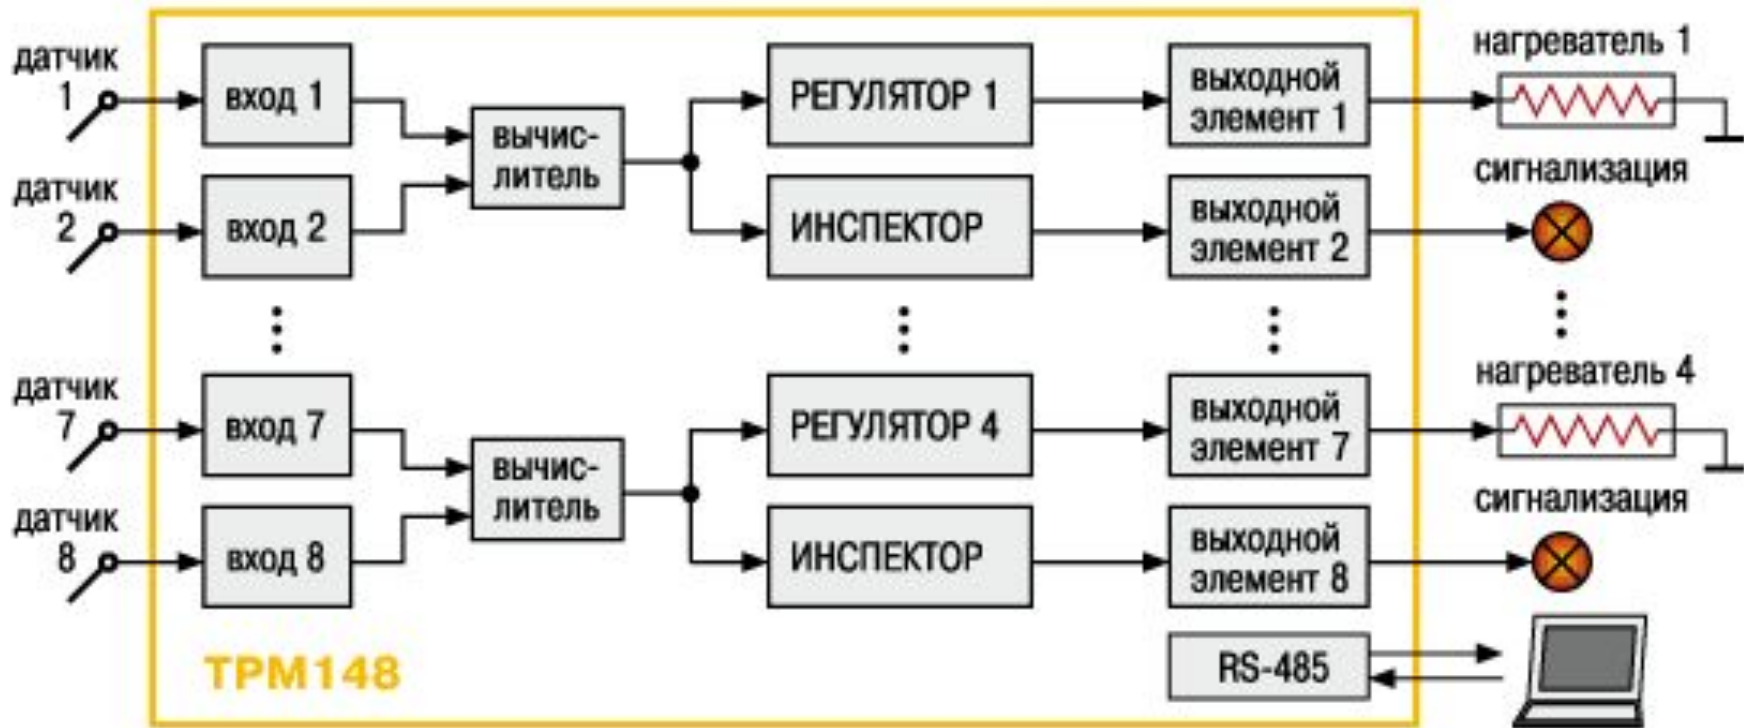 датчик
1
вход 1
вычис-
литель
РЕГУЛЯТОР 1
выходной
элемент 1
нагреватель 1
датчик
2
вход 2
ИНСПЕКТОР
выходной
элемент 2
сигнализация
датчик
7
вход 7
вычис-
литель
РЕГУЛЯТОР 4
выходной
элемент 7
нагреватель 4
датчик
8
вход 8
ИНСПЕКТОР
выходной
элемент 8
сигнализация
ТРМ148
RS-485